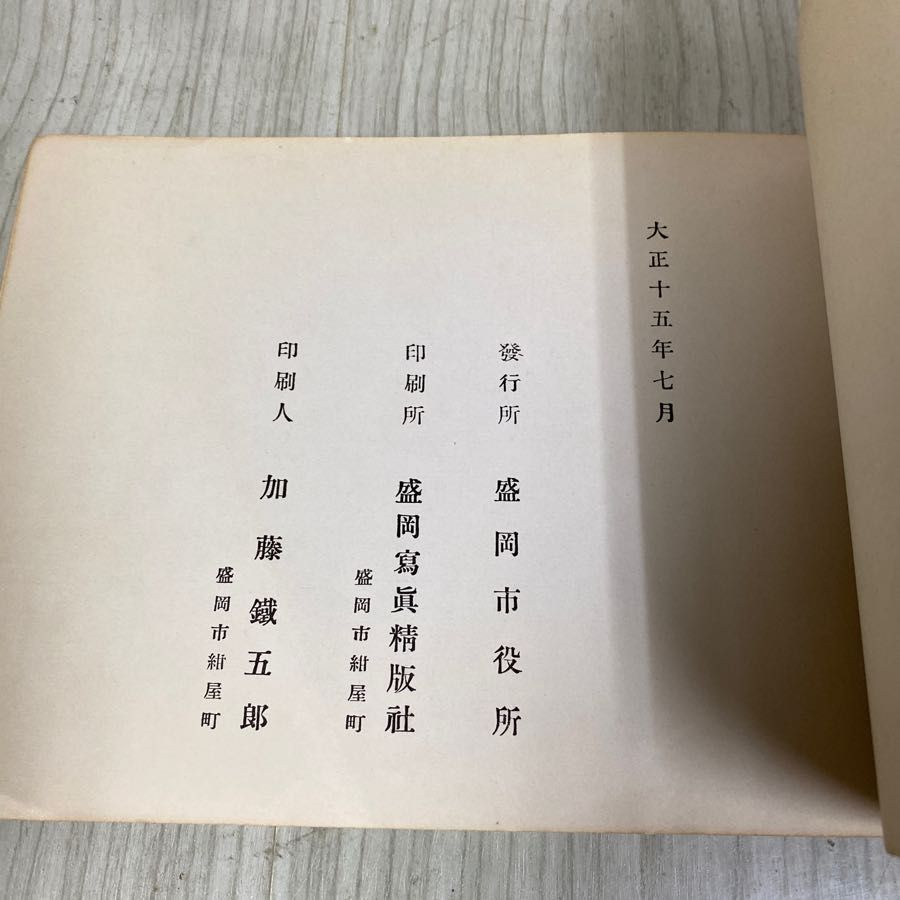 大正十五年七月
發行所 盛岡市役所
印刷所 盛岡寫眞精版社
盛岡市紺屋町
印刷人 加藤鐵五郎
盛岡市紺屋町